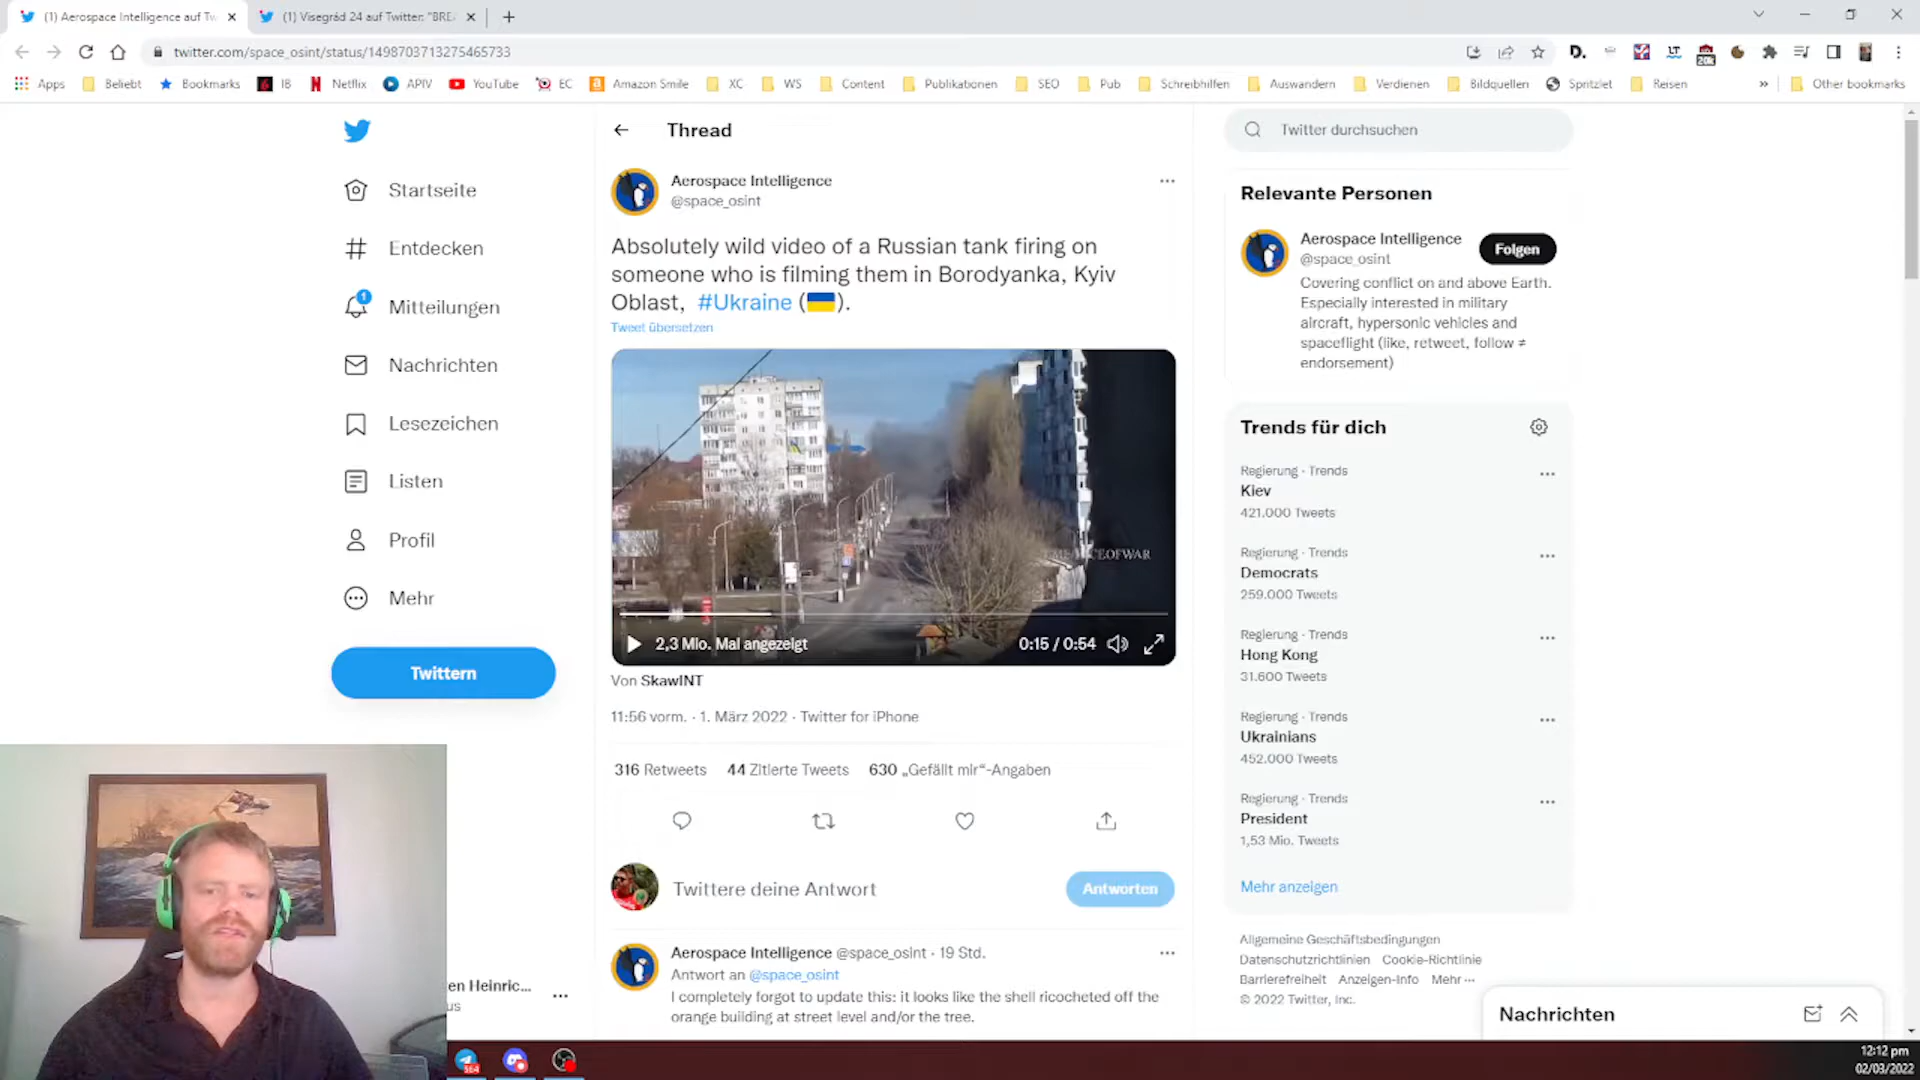 (1) Aerospace Intelligence auf Tw
(1) Visegrád 24 auf Twitter: "BREA
twitter.com/space_osint/status/1498703713275465733
Apps
Beliebt
Bookmarks
IB
Netflix
APIV
YouTube
EC
Amazon Smile
XC
WS
Content
Publikationen
SEO
Pub
Schreibhilfen
Auswandern
Verdienen
Bildquellen
Spritziet
Reisen
Other bookmarks
Startseite
Entdecken
1
Mitteilungen
Nachrichten
Lesezeichen
Listen
Profil
Mehr
Twittern
en Heinric...
us
Thread
Aerospace Intelligence
@space_osint
Absolutely wild video of a Russian tank firing on
someone who is filming them in Borodyanka, Kyiv
Oblast, #Ukraine (🇺🇦).
Tweet übersetzen
2,3 Mio. Mal angezeigt
0:15 / 0:54
Von SkawINT
11:56 vorm. · 1. März 2022 · Twitter for iPhone
316 Retweets 44 Zitierte Tweets 630 „Gefällt mir“-Angaben
Twittere deine Antwort
Antworten
Aerospace Intelligence @space_osint · 19 Std.
Antwort an @space_osint
I completely forgot to update this: it looks like the shell ricocheted off the
orange building at street level and/or the tree.
Twitter durchsuchen
Relevante Personen
Aerospace Intelligence
@space_osint
Folgen
Covering conflict on and above Earth.
Especially interested in military
aircraft, hypersonic vehicles and
spaceflight (like, retweet, follow ≠
endorsement)
Trends für dich
Regierung · Trends
Kiev
421.000 Tweets
Regierung · Trends
Democrats
259.000 Tweets
Regierung · Trends
Hong Kong
31.600 Tweets
Regierung · Trends
Ukrainians
452.000 Tweets
Regierung · Trends
President
1,53 Mio. Tweets
Mehr anzeigen
Allgemeine Geschäftsbedingungen
Datenschutzrichtlinien Cookie-Richtlinie
Barrierefreiheit Anzeigen-Info Mehr ···
© 2022 Twitter, Inc.
Nachrichten
12:12 pm
02/03/2022